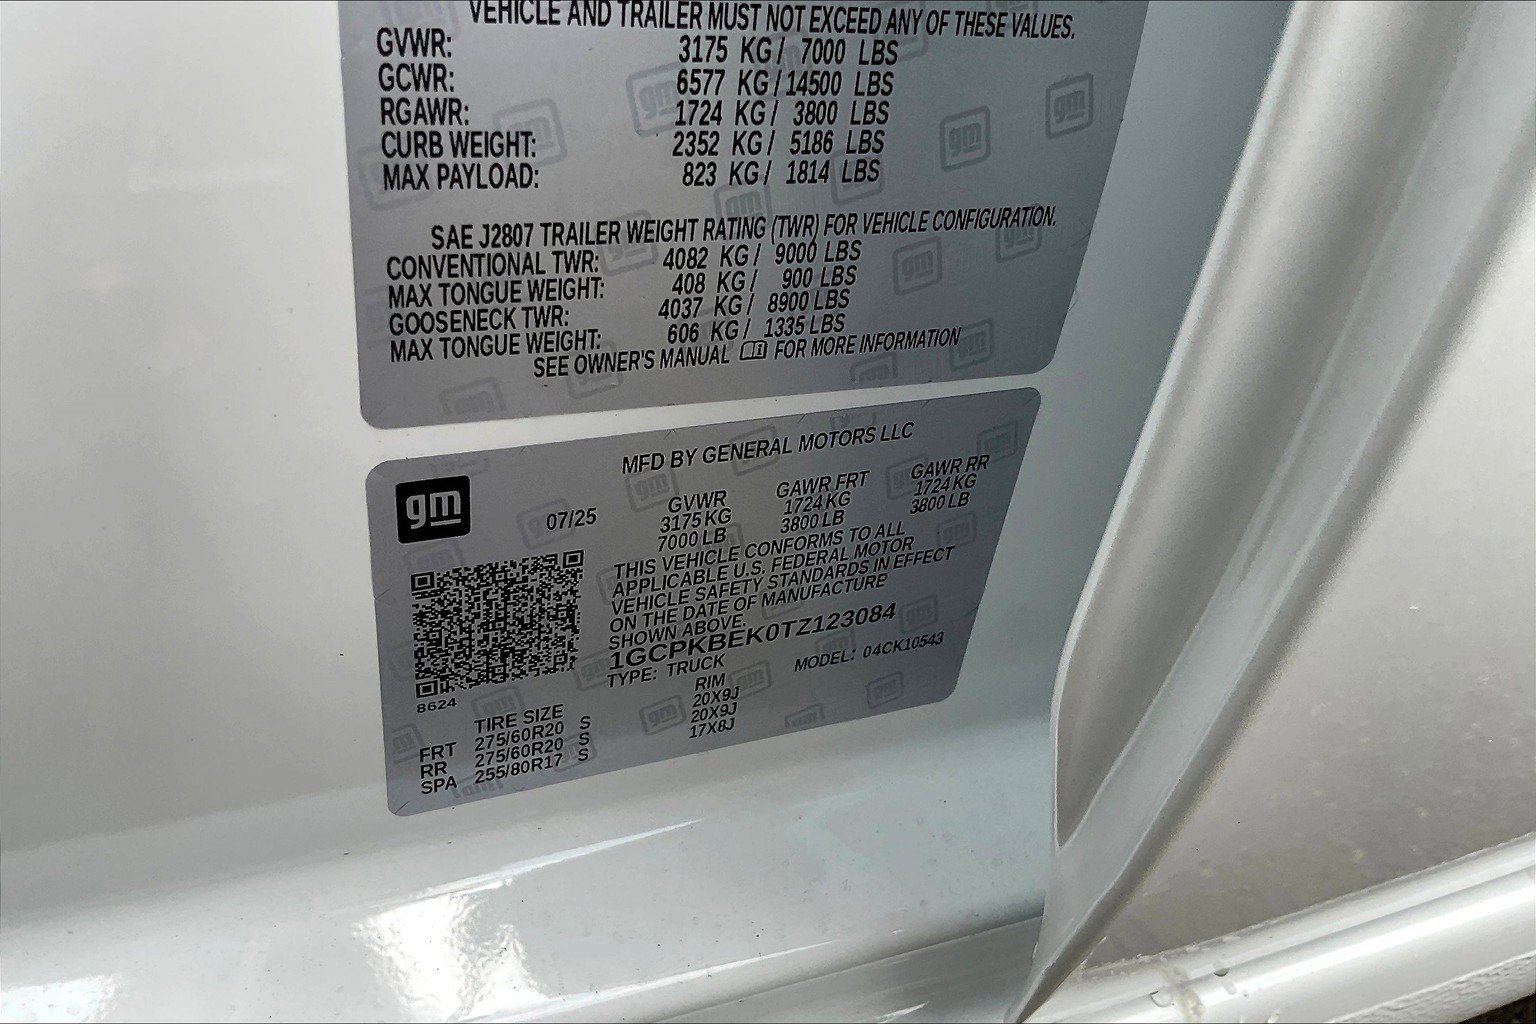 VEHICLE AND TRAILER MUST NOT EXCEED ANY OF THESE VALUES.
GVWR: 3175 KG / 7000 LBS
GCWR: 6577 KG / 14500 LBS
RGAWR: 1724 KG / 3800 LBS
CURB WEIGHT: 2352 KG / 5186 LBS
MAX PAYLOAD: 823 KG / 1814 LBS
SAE J2807 TRAILER WEIGHT RATING (TWR) FOR VEHICLE CONFIGURATION.
CONVENTIONAL TWR: 4082 KG / 9000 LBS
MAX TONGUE WEIGHT: 408 KG / 900 LBS
GOOSENECK TWR: 4037 KG / 8900 LBS
MAX TONGUE WEIGHT: 606 KG / 1335 LBS
SEE OWNER'S MANUAL FOR MORE INFORMATION
MFD BY GENERAL MOTORS LLC
gm
07/25
GVWR GAWR FRT GAWR RR
3175 KG 1724 KG 1724 KG
7000 LB 3800 LB 3800 LB
THIS VEHICLE CONFORMS TO ALL
APPLICABLE U.S. FEDERAL MOTOR
VEHICLE SAFETY STANDARDS IN EFFECT
ON THE DATE OF MANUFACTURE
SHOWN ABOVE.
1GCPKBEK0TZ123084
TYPE: TRUCK MODEL: 04CK10543
8624
TIRE SIZE RIM
FRT 275/60R20 S 20X9J
RR 275/60R20 S 20X9J
SPA 255/80R17 S 17X8J